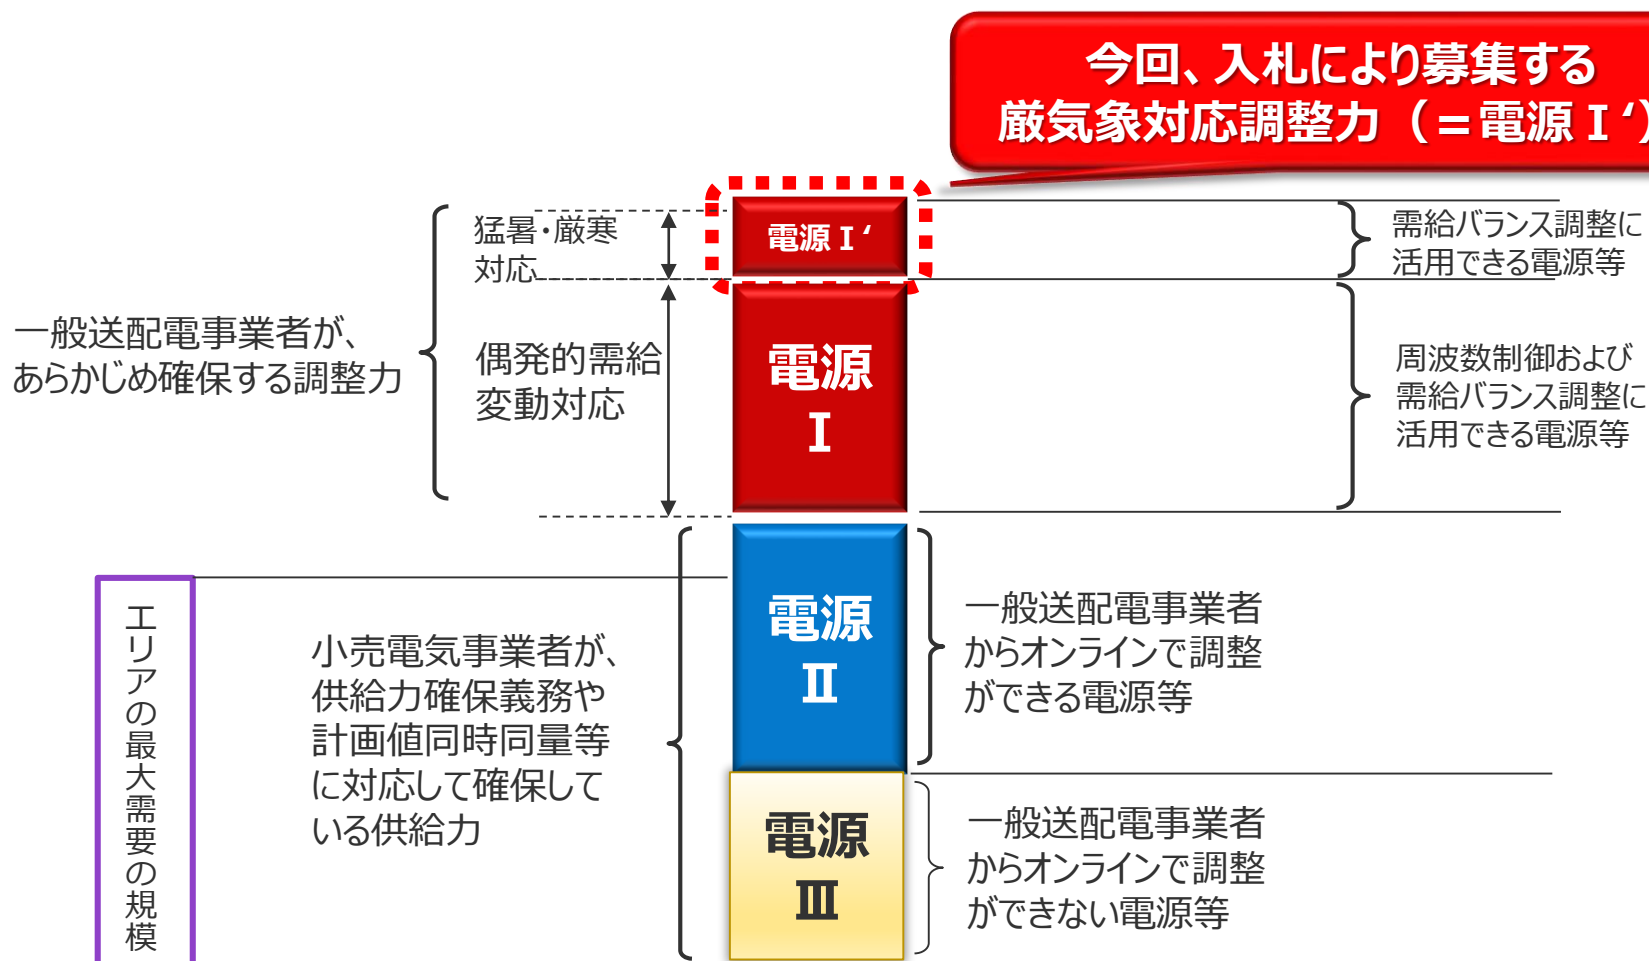 今回、入札により募集する
厳気象対応調整力（＝電源Ⅰ‘）
猛暑・厳寒
対応
電源Ⅰ‘
需給バランス調整に
活用できる電源等
一般送配電事業者が、
あらかじめ確保する調整力
偶発的需給
変動対応
電源
Ⅰ
周波数制御および
需給バランス調整に
活用できる電源等
エリアの最大需要の規模
小売電気事業者が、
供給力確保義務や
計画値同時同量等
に対応して確保して
いる供給力
電源
Ⅱ
一般送配電事業者
からオンラインで調整
ができる電源等
電源
Ⅲ
一般送配電事業者
からオンラインで調整
ができない電源等